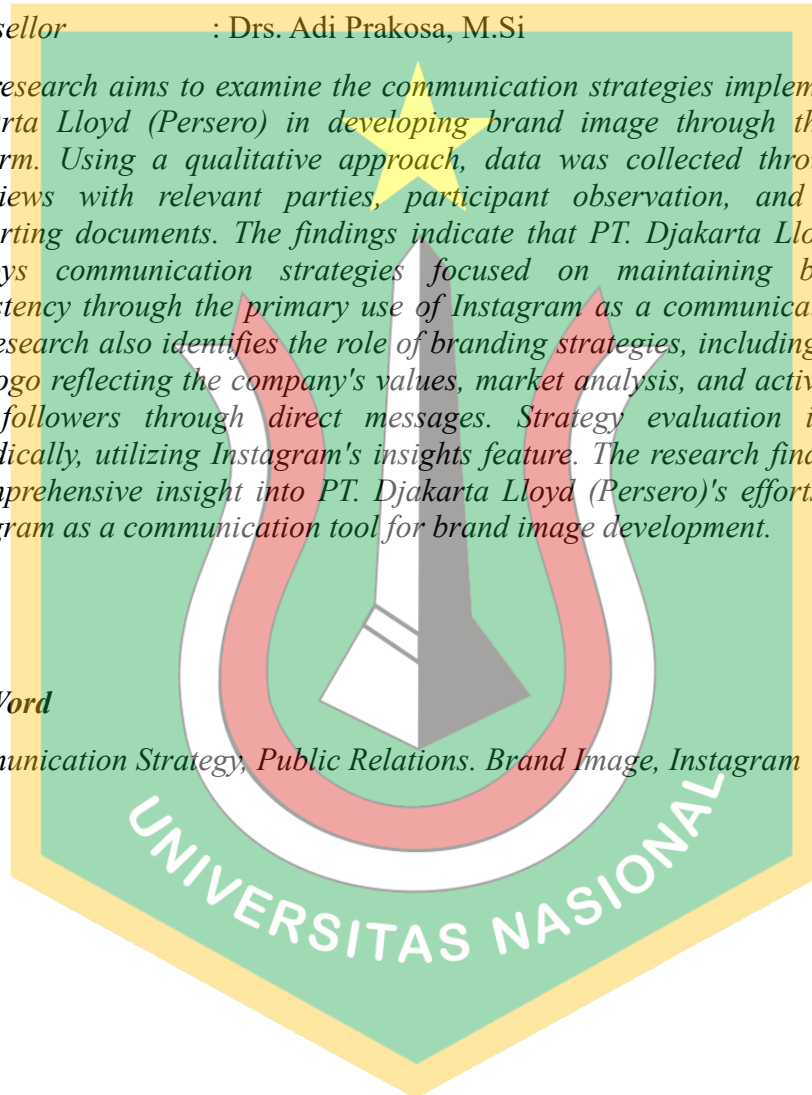 sellor : Drs. Adi Prakosa, M.Si
research aims to examine the communication strategies implem
rta Lloyd (Persero) in developing brand image through th
rm. Using a qualitative approach, data was collected thro
iews with relevant parties, participant observation, and
rting documents. The findings indicate that PT. Djakarta Llo
ys communication strategies focused on maintaining b
stency through the primary use of Instagram as a communica
esearch also identifies the role of branding strategies, including
ogo reflecting the company's values, market analysis, and activ
followers through direct messages. Strategy evaluation i
dically, utilizing Instagram's insights feature. The research find
mprehensive insight into PT. Djakarta Lloyd (Persero)'s efforts
gram as a communication tool for brand image development.
Word
munication Strategy, Public Relations. Brand Image, Instagram
UNIVERSITAS NASIONAL